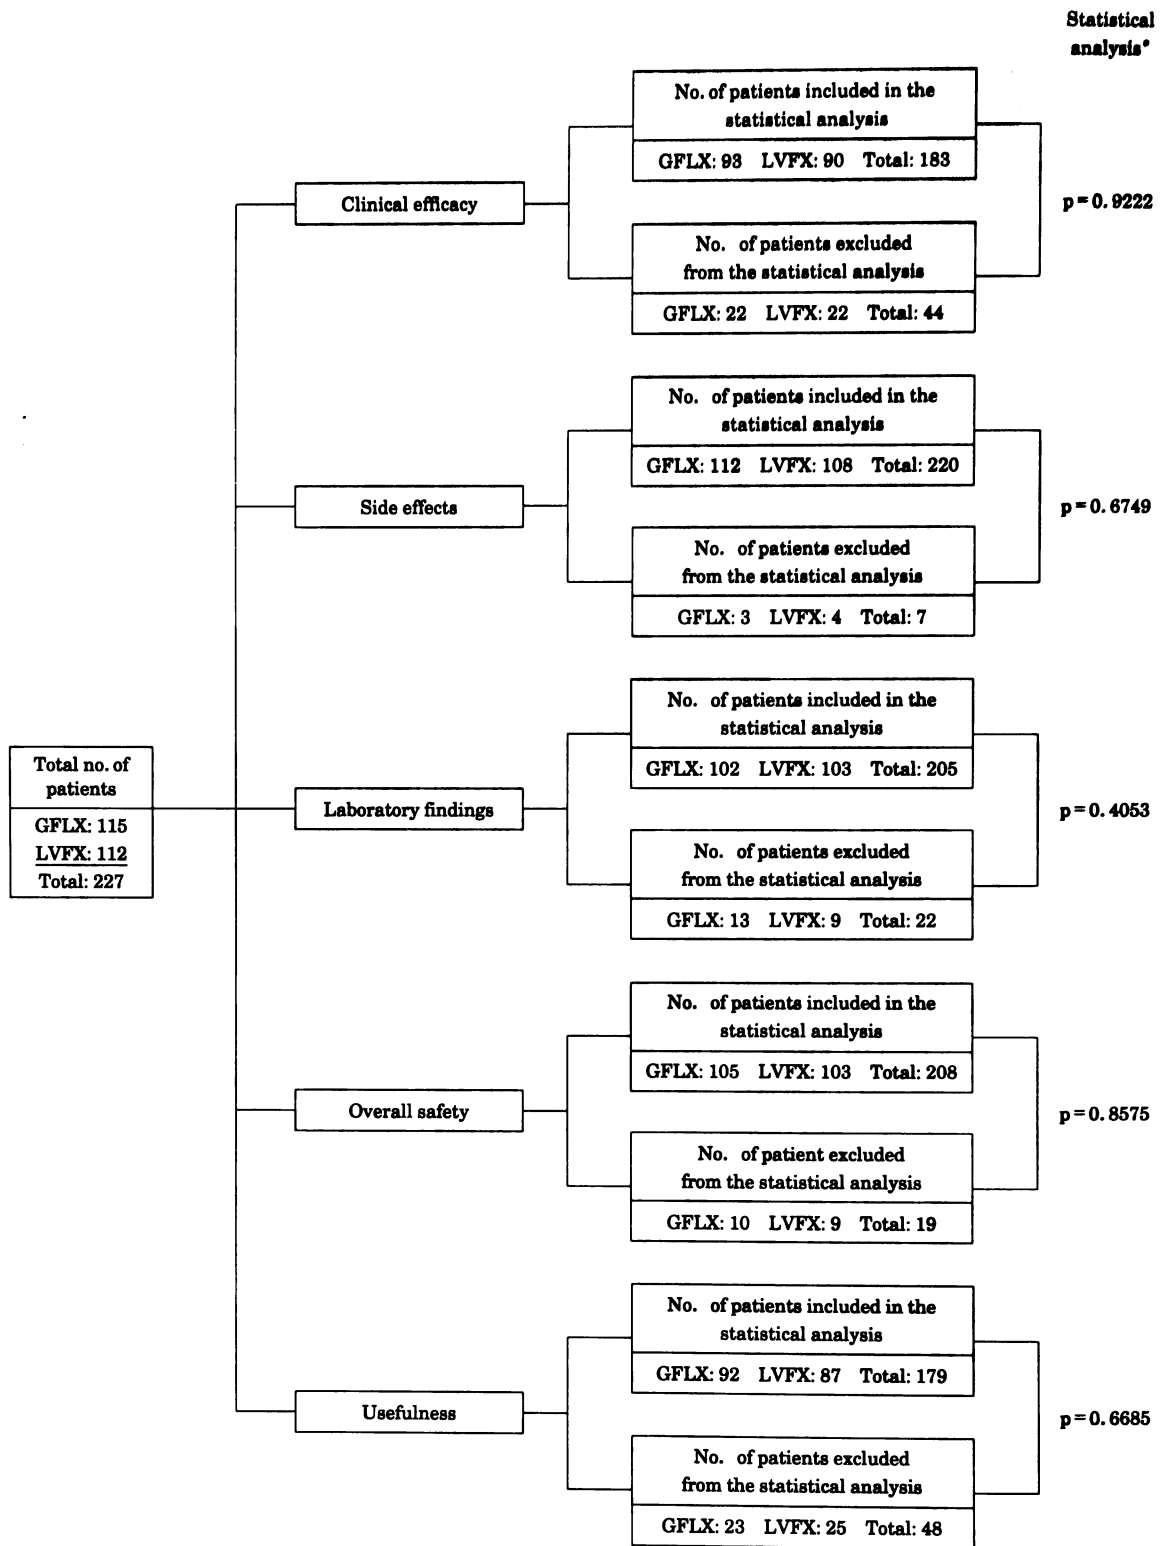 Statistical
analysis*
No. of patients included in the
statistical analysis
GFLX: 93 LVFX: 90 Total: 183
Clinical efficacy
p=0.9222
No. of patients excluded
from the statistical analysis
GFLX: 22 LVFX: 22 Total: 44
No. of patients included in the
statistical analysis
GFLX: 112 LVFX: 108 Total: 220
Side effects
p=0.6749
No. of patients excluded
from the statistical analysis
GFLX: 3 LVFX: 4 Total: 7
No. of patients included in the
statistical analysis
GFLX: 102 LVFX: 103 Total: 205
Total no. of
patients
GFLX: 115
LVFX: 112
Total: 227
Laboratory findings
p=0.4053
No. of patients excluded
from the statistical analysis
GFLX: 13 LVFX: 9 Total: 22
No. of patients included in the
statistical analysis
GFLX: 105 LVFX: 103 Total: 208
Overall safety
p=0.8575
No. of patient excluded
from the statistical analysis
GFLX: 10 LVFX: 9 Total: 19
No. of patients included in the
statistical analysis
GFLX: 92 LVFX: 87 Total: 179
Usefulness
p=0.6685
No. of patients excluded
from the statistical analysis
GFLX: 23 LVFX: 25 Total: 48